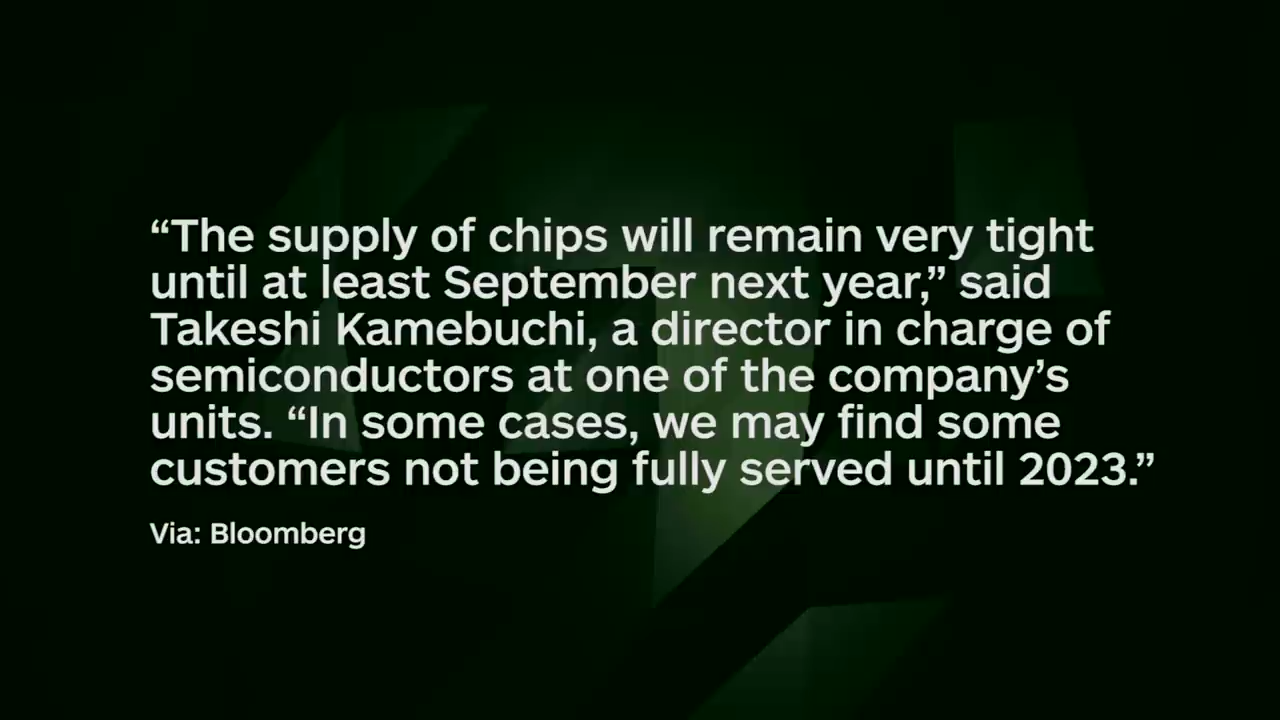 “The supply of chips will remain very tight
until at least September next year,” said
Takeshi Kamebuchi, a director in charge of
semiconductors at one of the company’s
units. “In some cases, we may find some
customers not being fully served until 2023.”
Via: Bloomberg